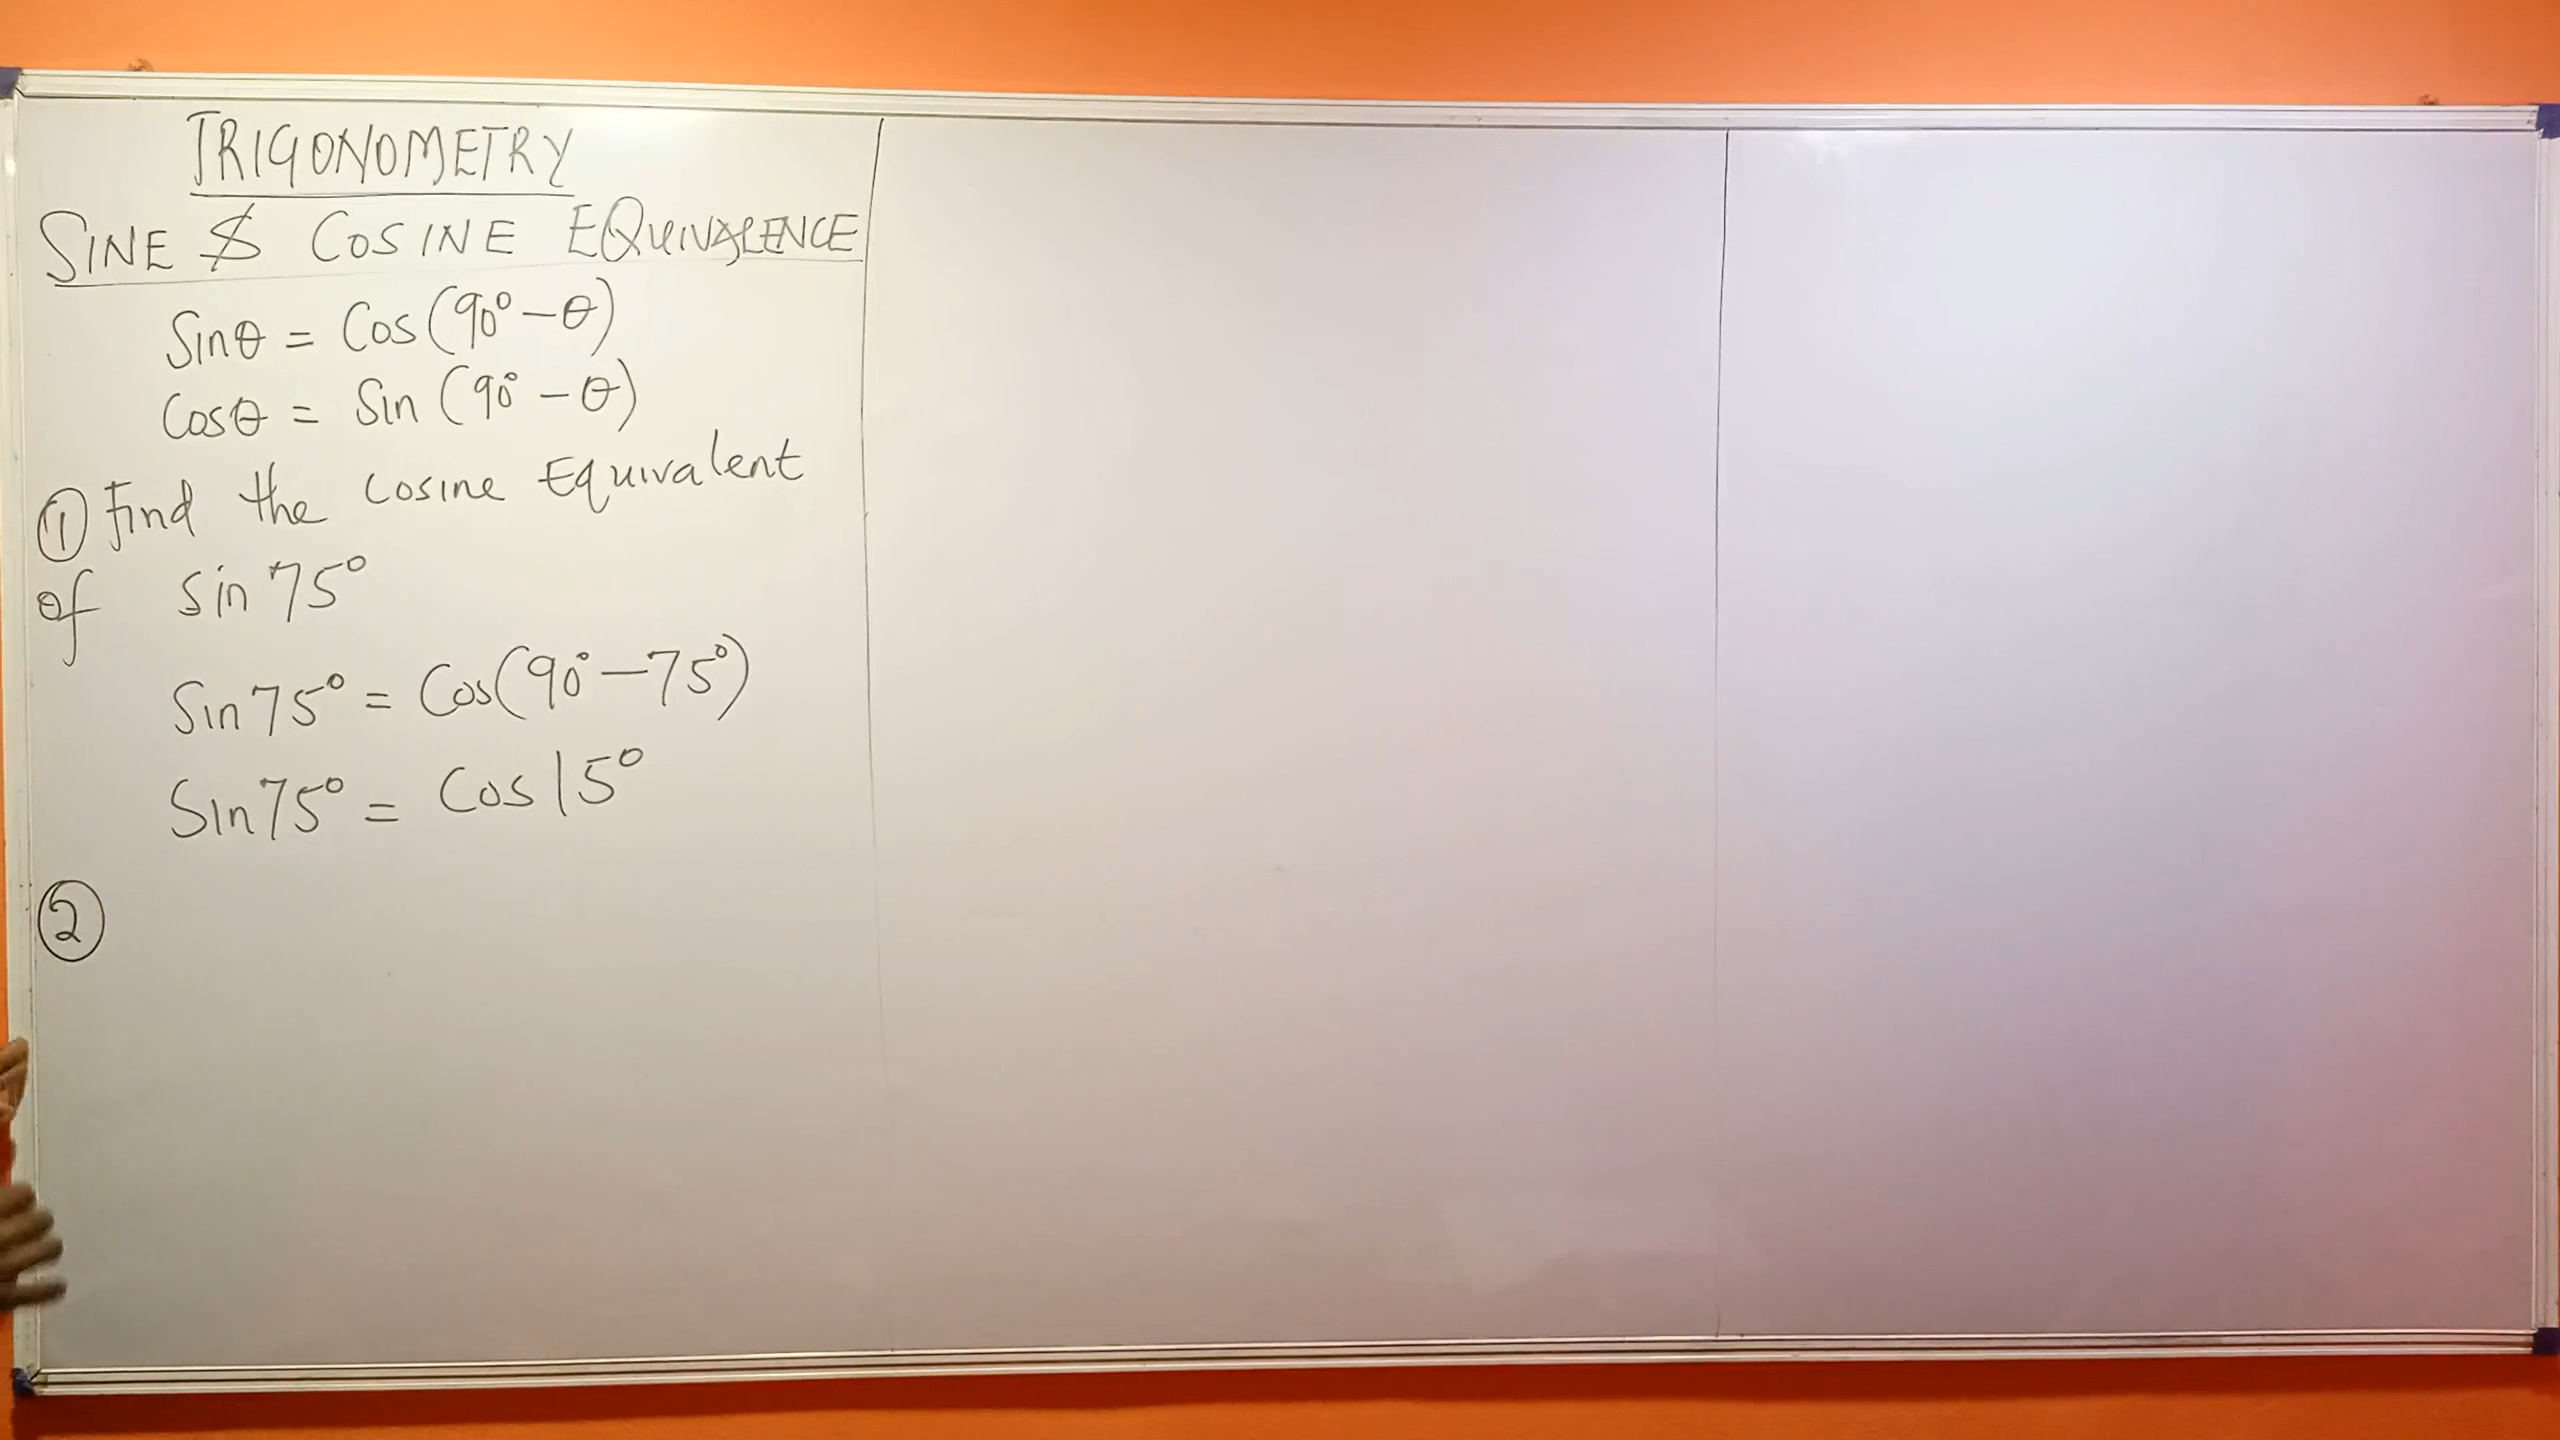 TRIGONOMETRY
SINE & COSINE EQUIVALENCE
Sinθ = Cos(90° – θ)
Cosθ = Sin (90° – θ)
① Find the cosine Equivalent
of sin 75°
Sin 75° = Cos(90° – 75°)
Sin 75° = Cos 15°
②